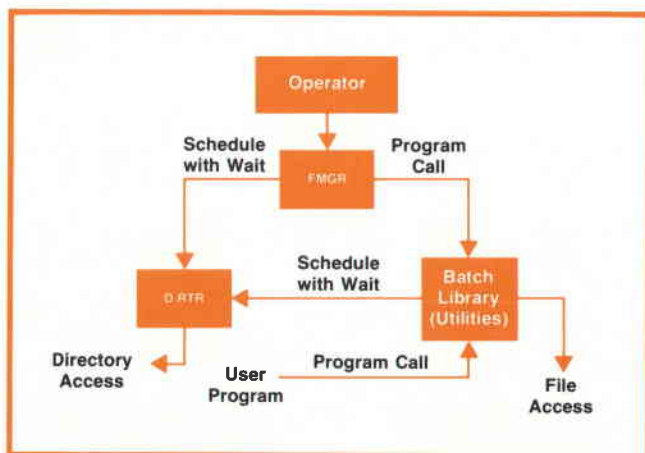 Operator
Schedule
with Wait
Program
Call
FMGR
Schedule
with Wait
Batch
Library
(Utilities)
D.RTR
Directory
Access
Program Call
User
Program
File
Access